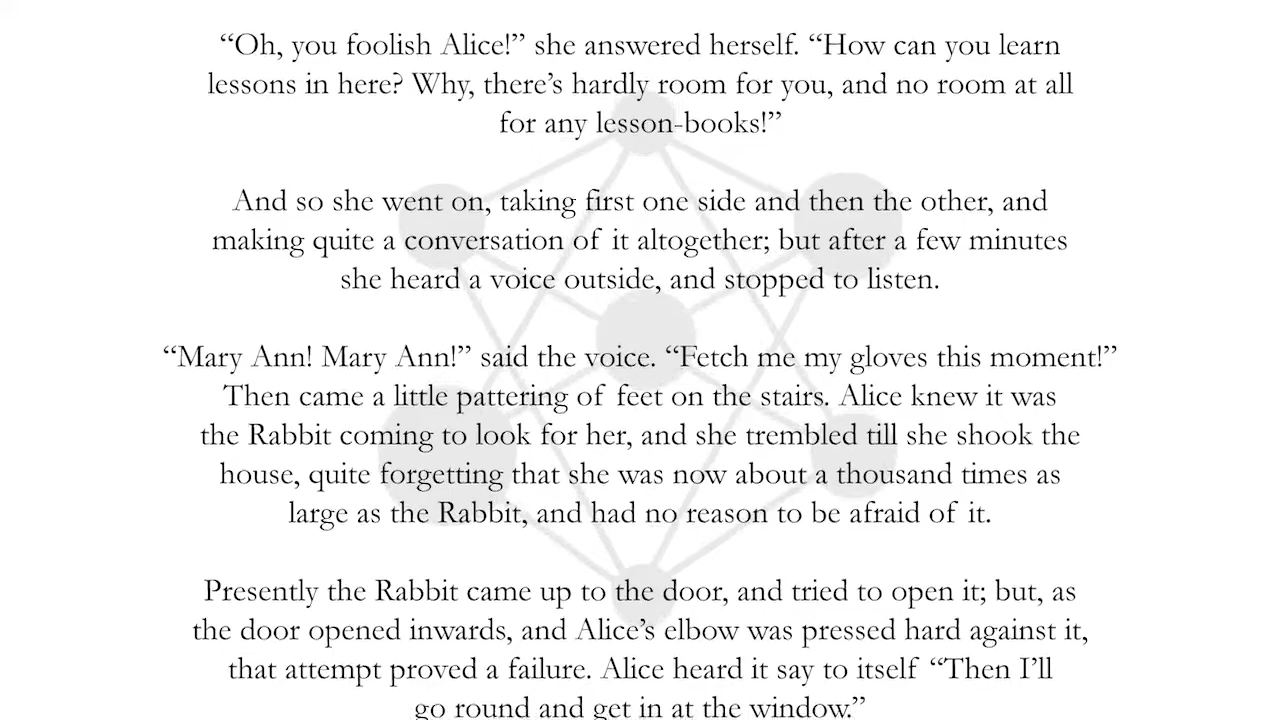 “Oh, you foolish Alice!” she answered herself. “How can you learn
lessons in here? Why, there’s hardly room for you, and no room at all
for any lesson-books!”
And so she went on, taking first one side and then the other, and
making quite a conversation of it altogether; but after a few minutes
she heard a voice outside, and stopped to listen.
“Mary Ann! Mary Ann!” said the voice. “Fetch me my gloves this moment!”
Then came a little pattering of feet on the stairs. Alice knew it was
the Rabbit coming to look for her, and she trembled till she shook the
house, quite forgetting that she was now about a thousand times as
large as the Rabbit, and had no reason to be afraid of it.
Presently the Rabbit came up to the door, and tried to open it; but, as
the door opened inwards, and Alice’s elbow was pressed hard against it,
that attempt proved a failure. Alice heard it say to itself “Then I’ll
go round and get in at the window.”